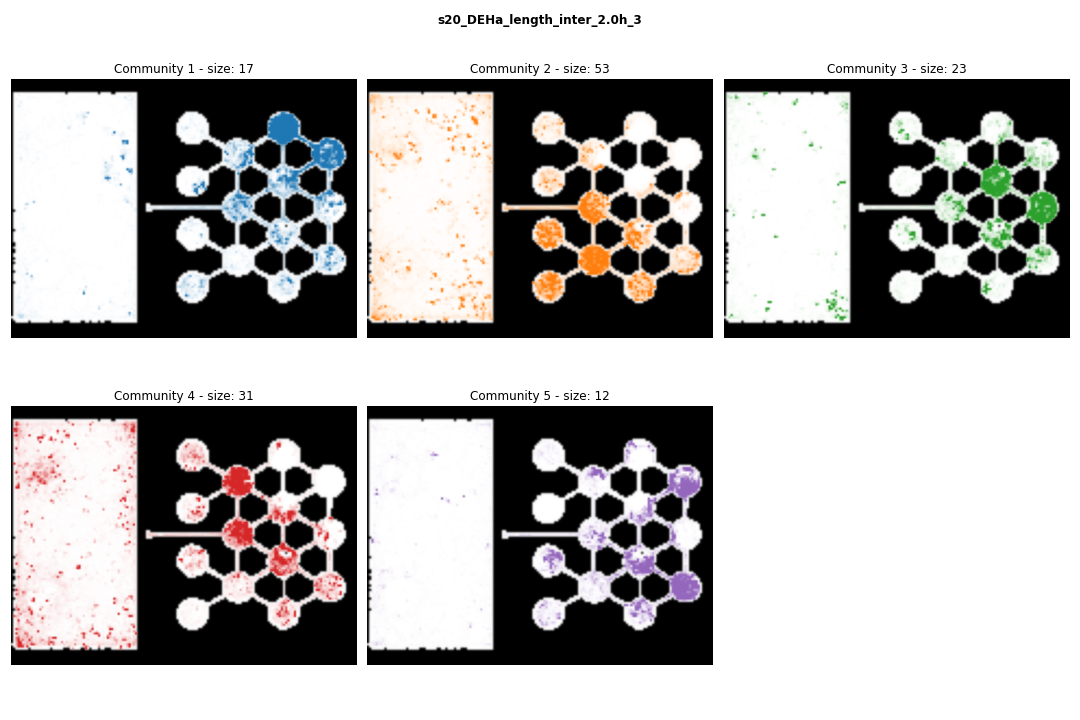 s20_DEHa_length_inter_2.0h_3
Community 1 - size: 17
Community 2 - size: 53
Community 3 - size: 23
Community 4 - size: 31
Community 5 - size: 12